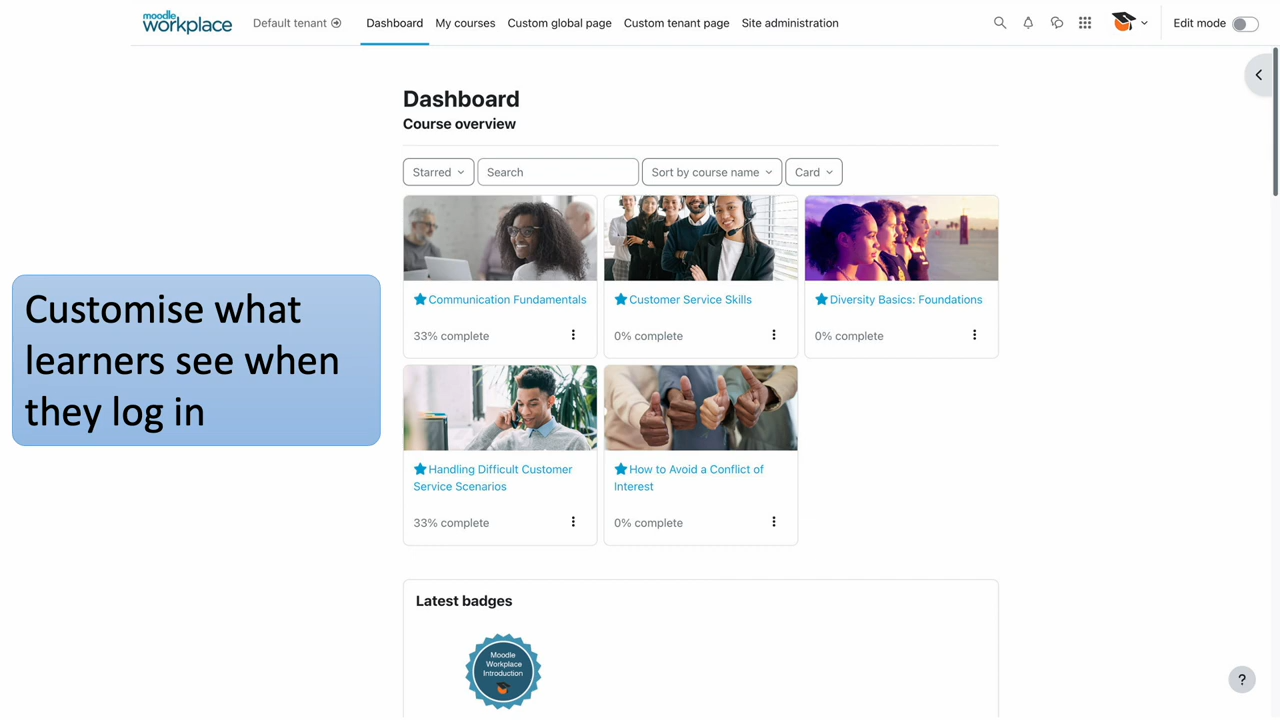 moodle
workplace
Default tenant
Dashboard
My courses
Custom global page
Custom tenant page
Site administration
Edit mode
Dashboard
Course overview
Starred
Search
Sort by course name
Card
Communication Fundamentals
33% complete
Customer Service Skills
0% complete
Diversity Basics: Foundations
0% complete
Customise what
learners see when
they log in
Handling Difficult Customer
Service Scenarios
33% complete
How to Avoid a Conflict of
Interest
0% complete
Latest badges
Moodle
Workplace
Introduction
?